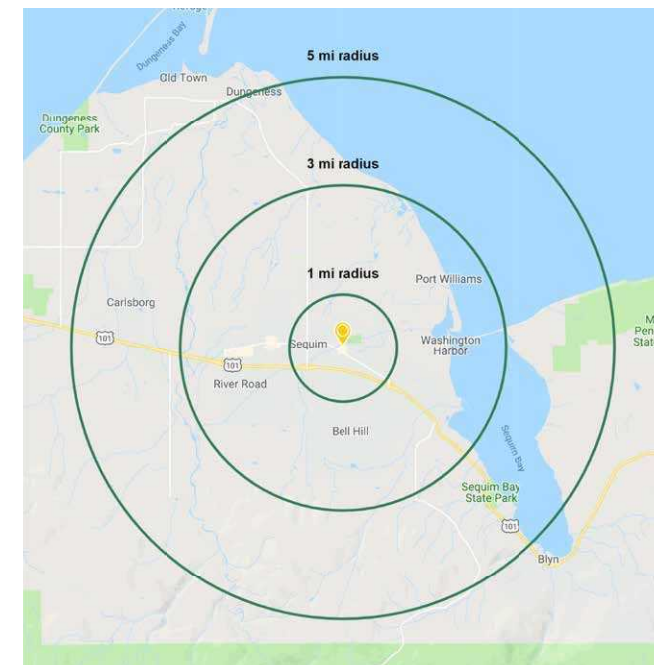 Dungeness
Bay
Old Town
Dungeness
5 mi radius
Dungeness
County Park
3 mi radius
1 mi radius
Port Williams
Carlsborg
101
Sequim
Washington
Harbor
101
River Road
Bell Hill
Sequim Bay
Sequim Bay
State Park
101
Blyn